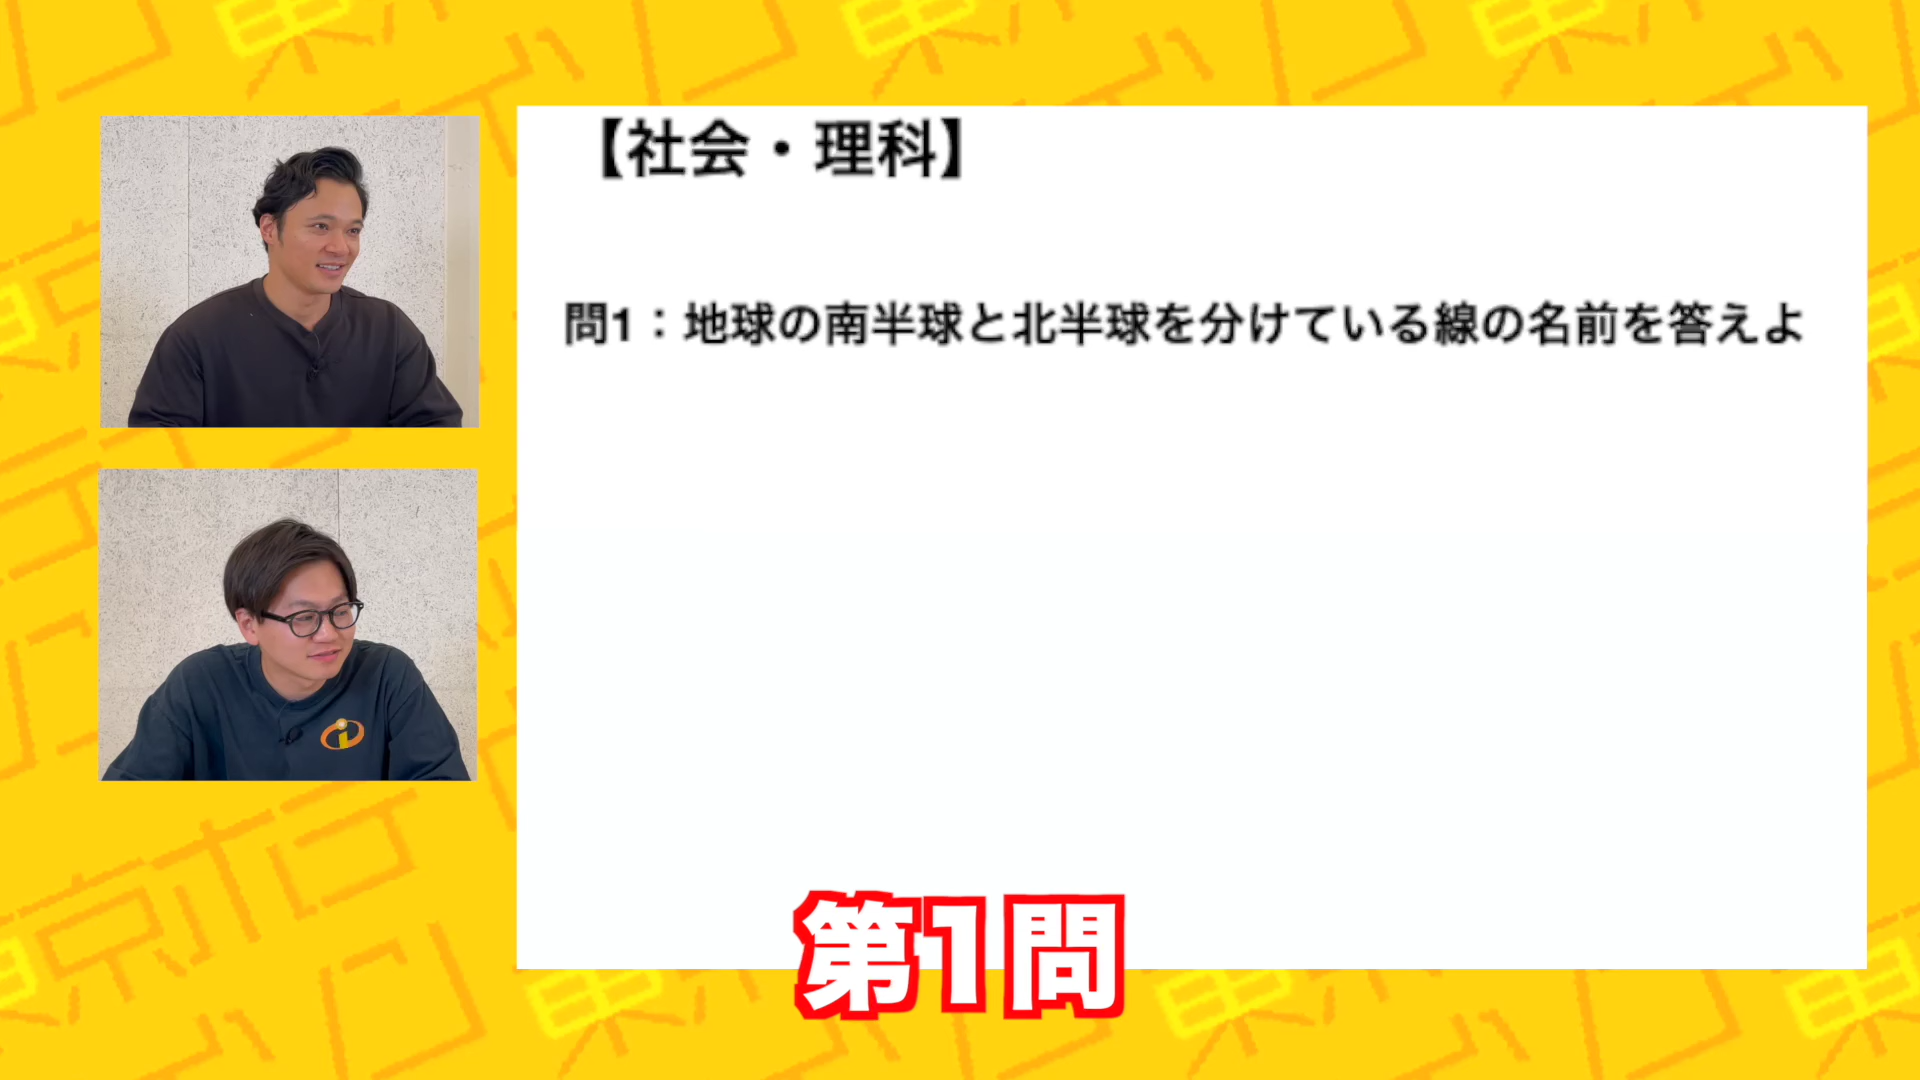 【社会・理科】
問1：地球の南半球と北半球を分けている線の名前を答えよ
第1問